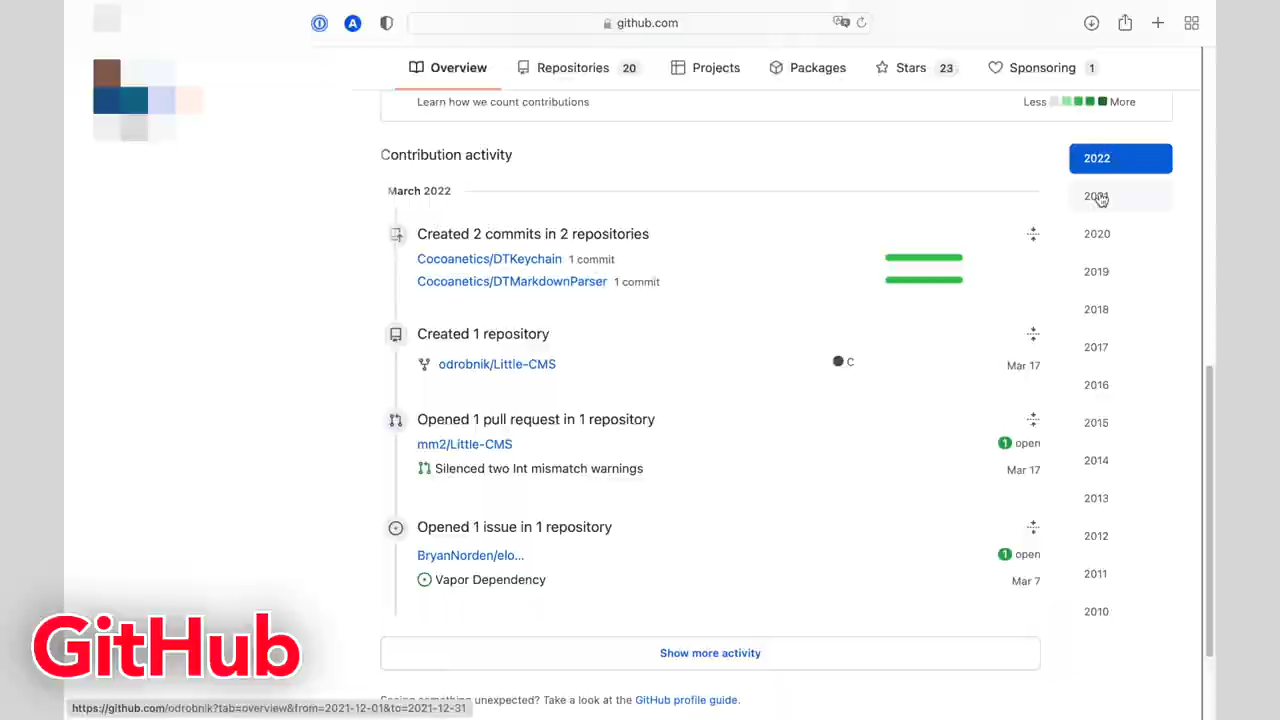 github.com
Overview
Repositories 20
Projects
Packages
Stars 23
Sponsoring 1
Learn how we count contributions
Less More
Contribution activity
2022
March 2022
2021
Created 2 commits in 2 repositories
2020
Cocoanetics/DTKeychain 1 commit
2019
Cocoanetics/DTMarkdownParser 1 commit
2018
Created 1 repository
2017
odrobnik/Little-CMS
C
Mar 17
2016
Opened 1 pull request in 1 repository
2015
mm2/Little-CMS
1 open
2014
Silenced two Int mismatch warnings
Mar 17
2013
Opened 1 issue in 1 repository
2012
BryanNorden/elo...
1 open
2011
Vapor Dependency
Mar 7
2010
Show more activity
GitHub
Seeing something unexpected? Take a look at the GitHub profile guide.
https://github.com/odrobnik?tab=overview&from=2021-12-01&to=2021-12-31